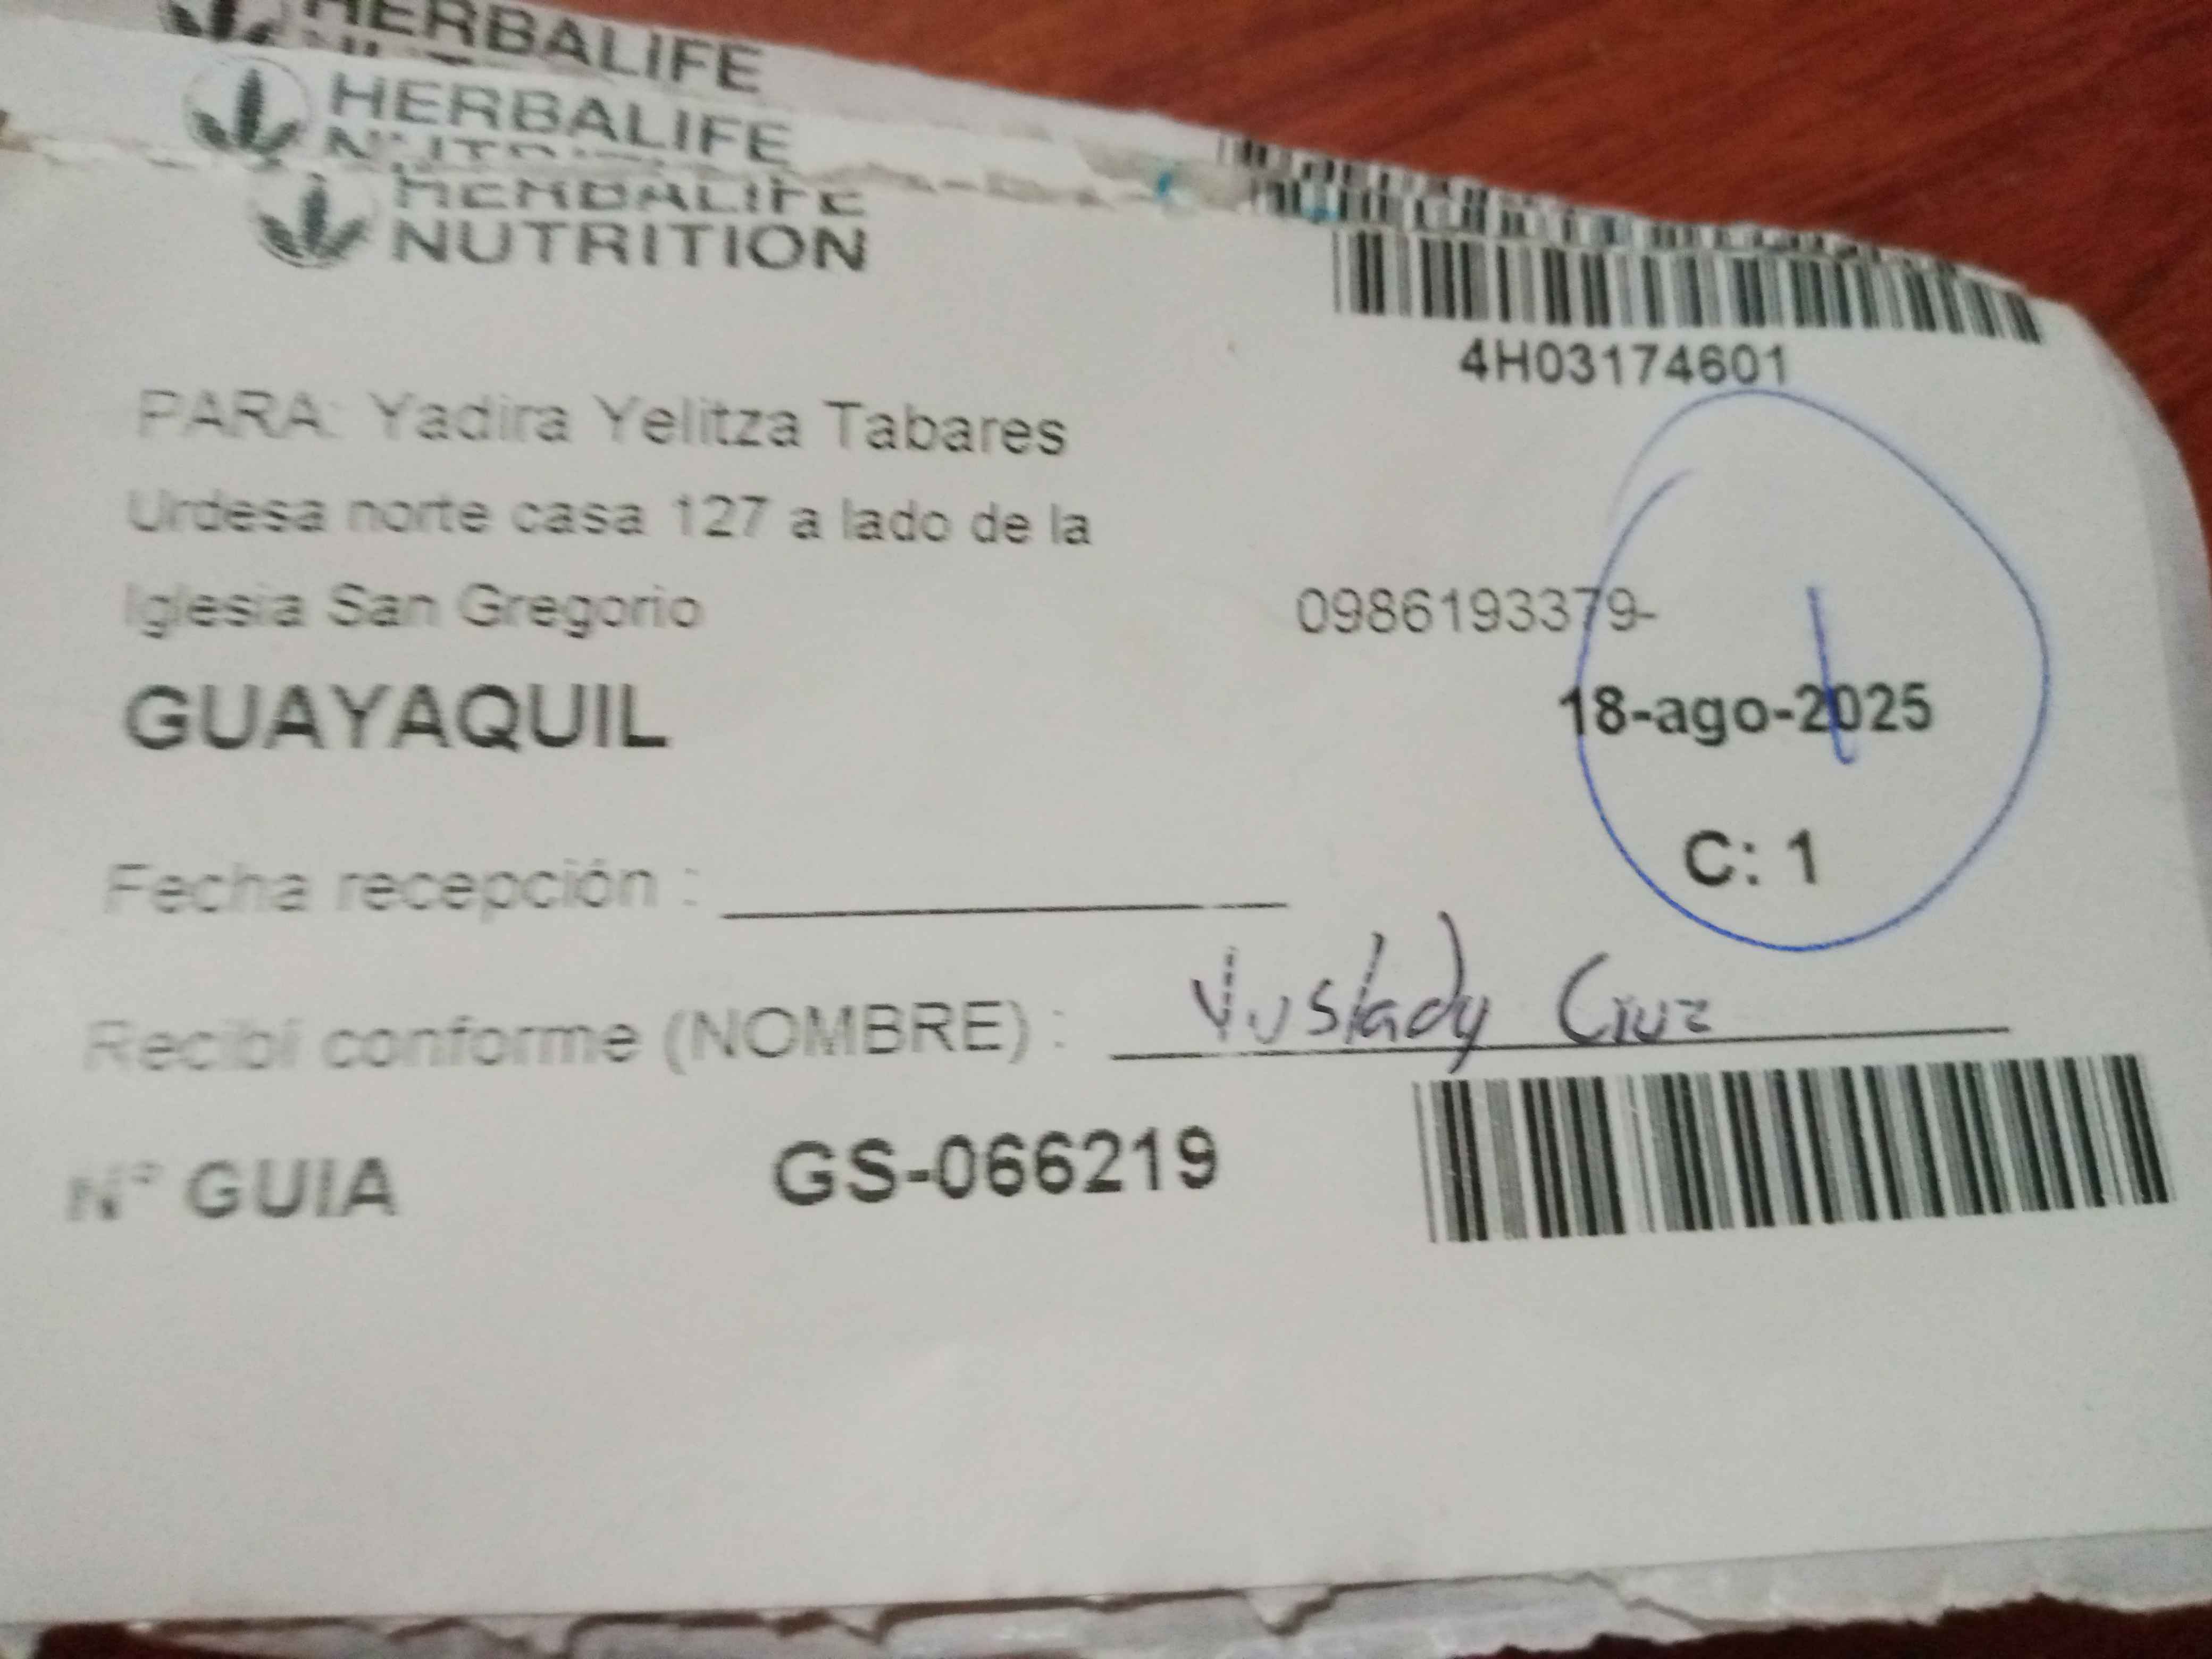 HERBALIFE
HERBALIFE
HERBALIFE
NUTRITION
4H03174601
PARA: Yadira Yelitza Tabares
Urdesa norte casa 127 a lado de la
Iglesia San Gregorio
0986193379-
GUAYAQUIL
18-ago-2025
C: 1
Fecha recepción :
Recibí conforme (NOMBRE) : Yuslady Cruz
N° GUIA GS-066219